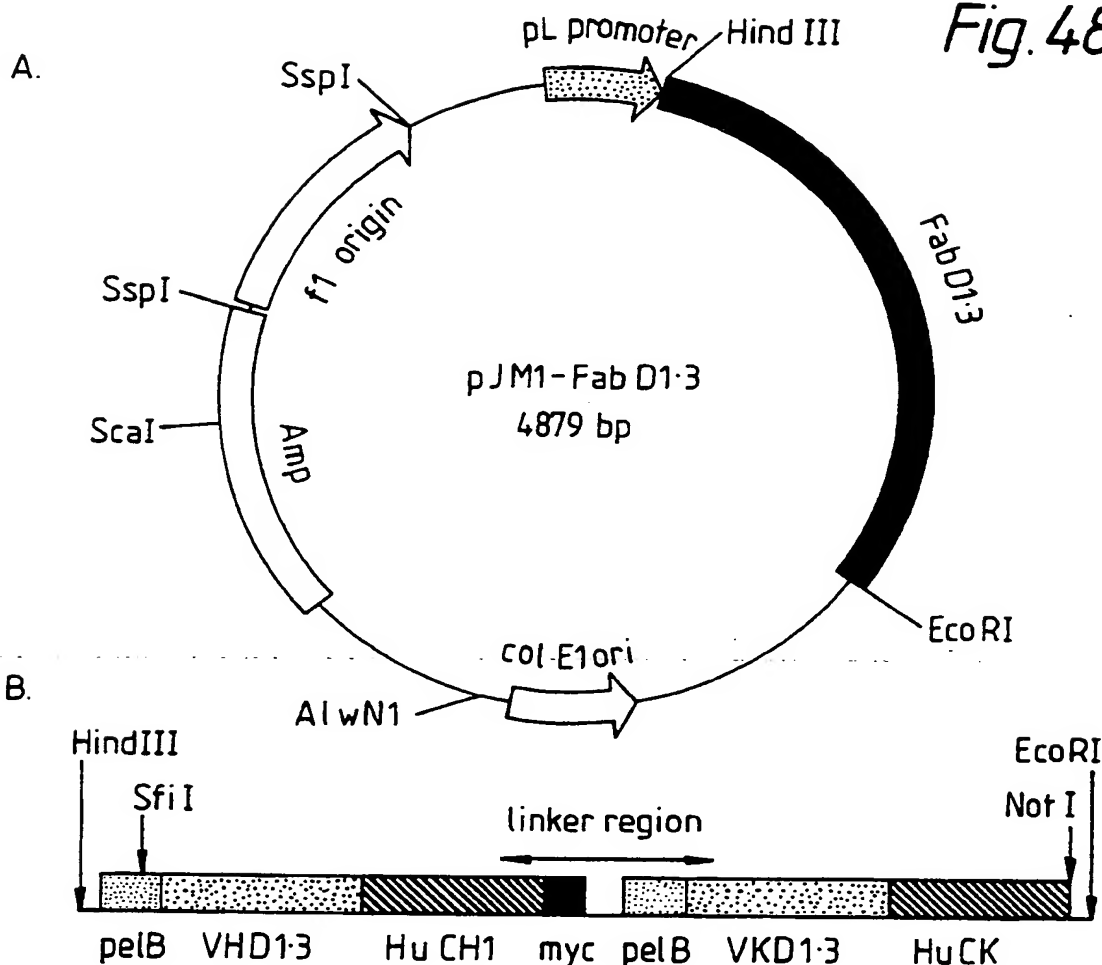 Fig. 48
A.
pL promoter
Hind III
SspI
f1 origin
Fab D1·3
SspI
pJM1-Fab D1·3
4879 bp
ScaI
Amp
EcoRI
col E1 ori
AlwN1
B.
HindIII
EcoRI
SfiI
Not I
linker region
pelB VHD1·3 Hu CH1 myc pelB VKD1·3 HuCK